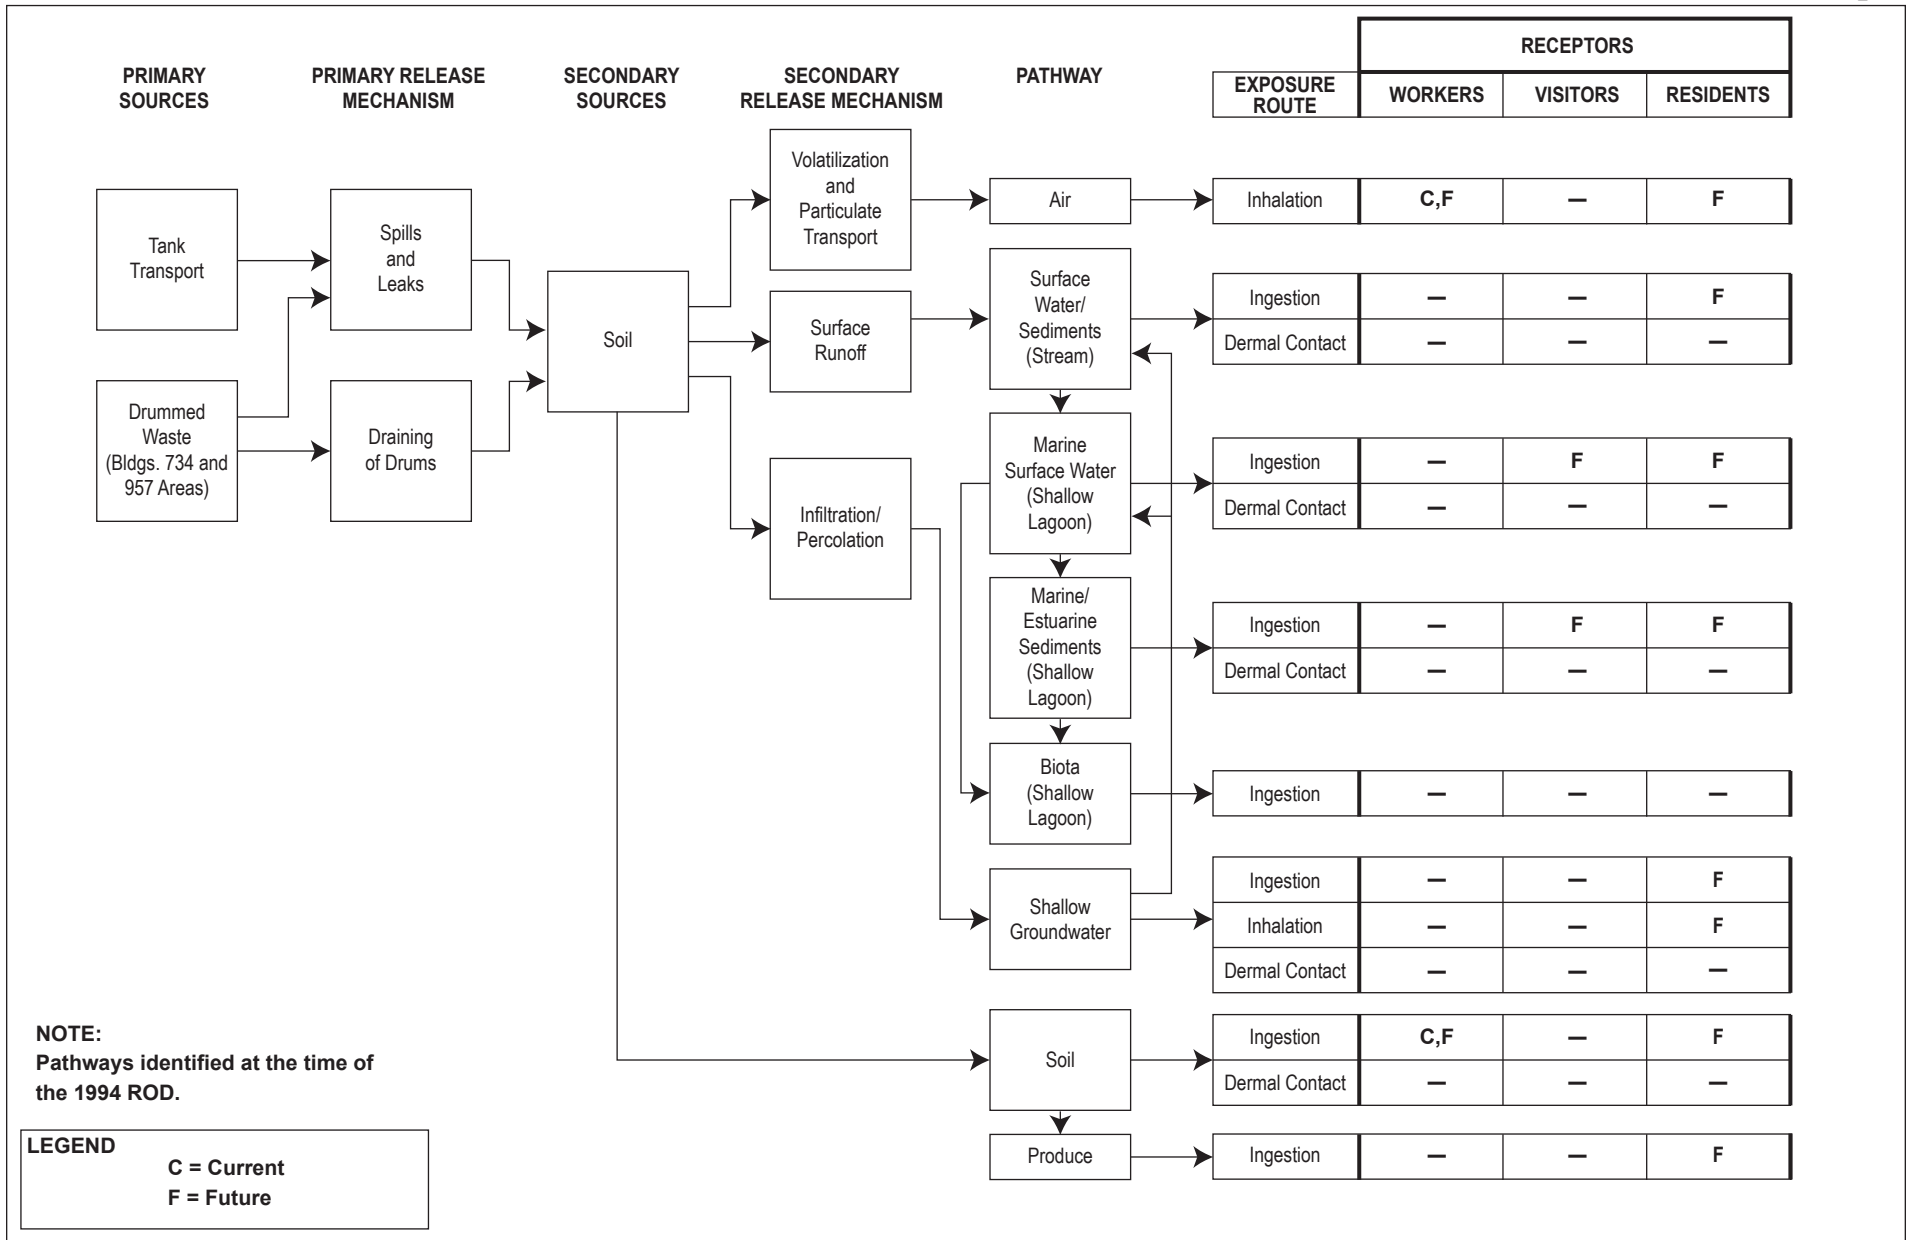 PRIMARY
SOURCES
PRIMARY RELEASE
MECHANISM
SECONDARY
SOURCES
SECONDARY
RELEASE MECHANISM
PATHWAY
EXPOSURE
ROUTE
RECEPTORS
WORKERS
VISITORS
RESIDENTS
Tank
Transport
Drummed
Waste
(Bldgs. 734 and
957 Areas)
Spills
and
Leaks
Draining
of Drums
Soil
Volatilization
and
Particulate
Transport
Surface
Runoff
Infiltration/
Percolation
Air
Inhalation C,F — F
Surface
Water/
Sediments
(Stream)
Ingestion — — F
Dermal Contact — — —
Marine
Surface Water
(Shallow
Lagoon)
Ingestion — F F
Dermal Contact — — —
Marine/
Estuarine
Sediments
(Shallow
Lagoon)
Ingestion — F F
Dermal Contact — — —
Biota
(Shallow
Lagoon)
Ingestion — — —
Shallow
Groundwater
Ingestion — — F
Inhalation — — F
Dermal Contact — — —
Soil
Ingestion C,F — F
Dermal Contact — — —
Produce
Ingestion — — F
NOTE:
Pathways identified at the time of
the 1994 ROD.
LEGEND
C = Current
F = Future